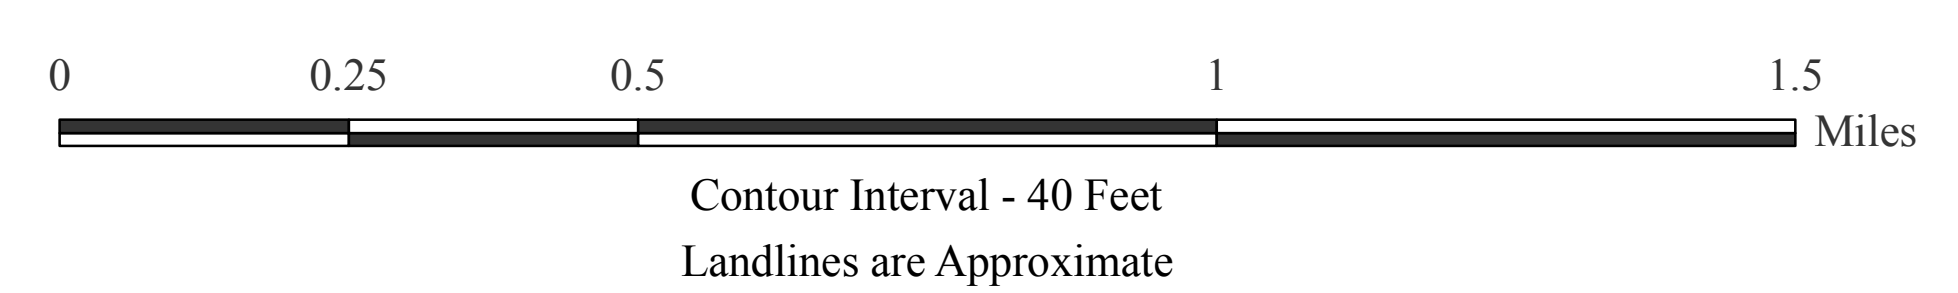 0 0.25 0.5 1 1.5
Miles
Contour Interval - 40 Feet
Landlines are Approximate